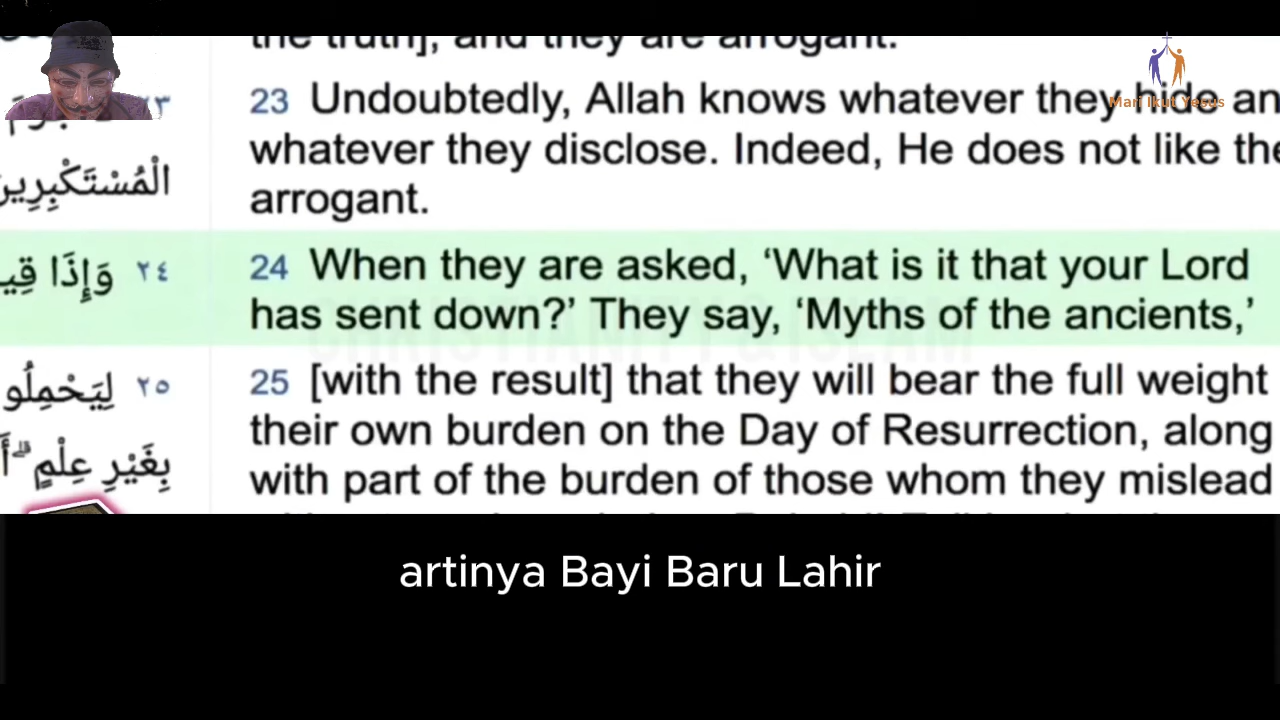 the truth], and they are arrogant.
Mari Ikut Yesus
٢٣
23 Undoubtedly, Allah knows whatever they hide an
الْمُسْتَكْبِرِين
whatever they disclose. Indeed, He does not like the
arrogant.
٢٤ وَإِذَا قِي
24 When they are asked, ‘What is it that your Lord
has sent down?’ They say, ‘Myths of the ancients,’
CHRISTIANITY & ISLAM
٢٥ لِيَحْمِلُو
25 [with the result] that they will bear the full weight
بِغَيْرِ عِلْمٍ ۗ أَ
their own burden on the Day of Resurrection, along
with part of the burden of those whom they mislead
artinya Bayi Baru Lahir